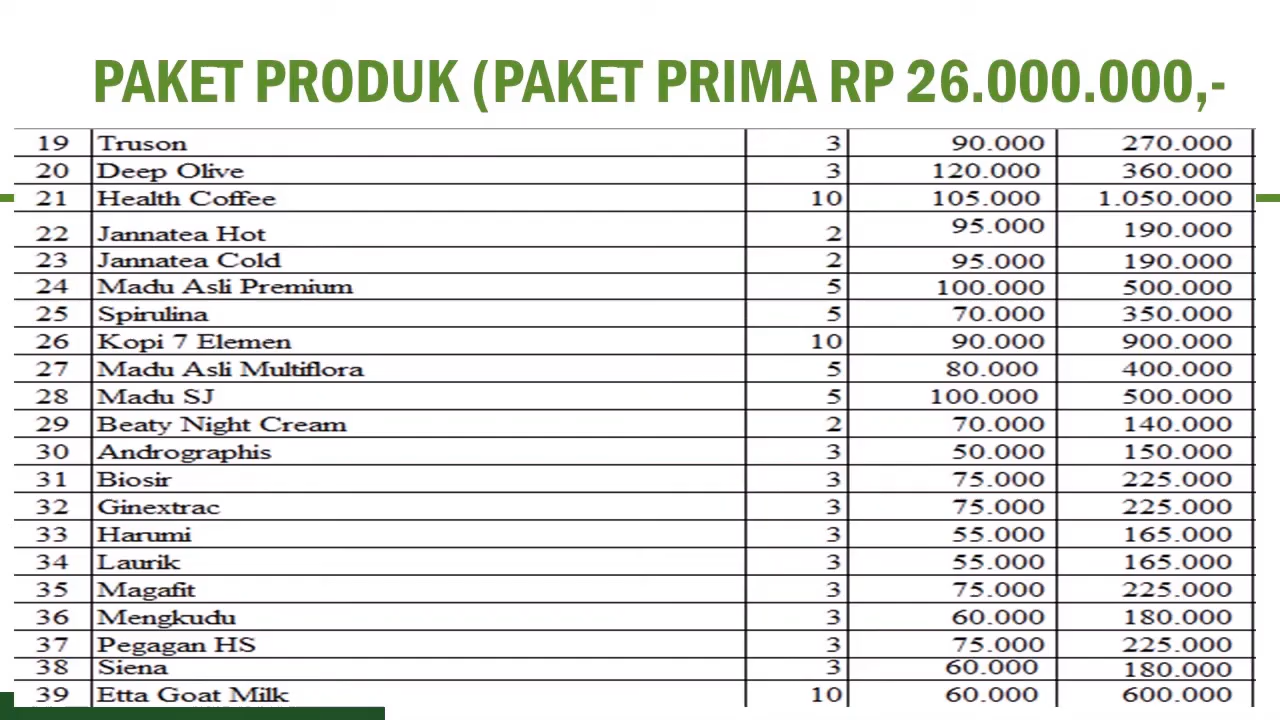 PAKET PRODUK (PAKET PRIMA RP 26.000.000,-
19 Truson 3 90.000 270.000
20 Deep Olive 3 120.000 360.000
21 Health Coffee 10 105.000 1.050.000
22 Jannatea Hot 2 95.000 190.000
23 Jannatea Cold 2 95.000 190.000
24 Madu Asli Premium 5 100.000 500.000
25 Spirulina 5 70.000 350.000
26 Kopi 7 Elemen 10 90.000 900.000
27 Madu Asli Multiflora 5 80.000 400.000
28 Madu SJ 5 100.000 500.000
29 Beaty Night Cream 2 70.000 140.000
30 Andrographis 3 50.000 150.000
31 Biosir 3 75.000 225.000
32 Ginextrac 3 75.000 225.000
33 Harumi 3 55.000 165.000
34 Laurik 3 55.000 165.000
35 Magafit 3 75.000 225.000
36 Mengkudu 3 60.000 180.000
37 Pegagan HS 3 75.000 225.000
38 Siena 3 60.000 180.000
39 Etta Goat Milk 10 60.000 600.000